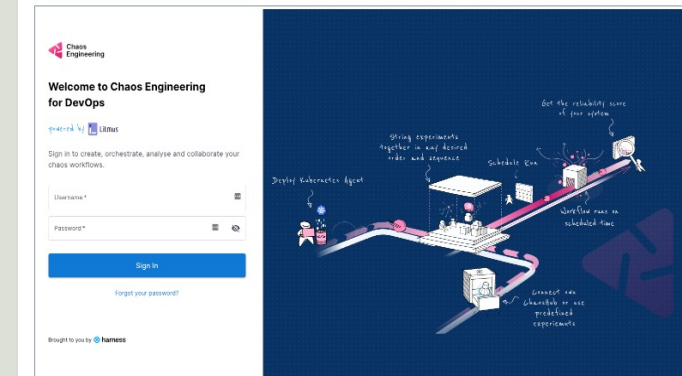 Chaos
Engineering
Welcome to Chaos Engineering
for DevOps
powered by Litmus
Sign in to create, orchestrate, analyse and collaborate your
chaos workflows.
Username *
Password *
Sign In
Forgot your password?
Brought to you by harness
Get the reliability score
of your system
String experiments
together in any desired
order and sequence
Schedule Run
Deploy Kubernetes Agent
Workflow runs on
scheduled time
Connect own
ChaosHub or use
predefined
experiments